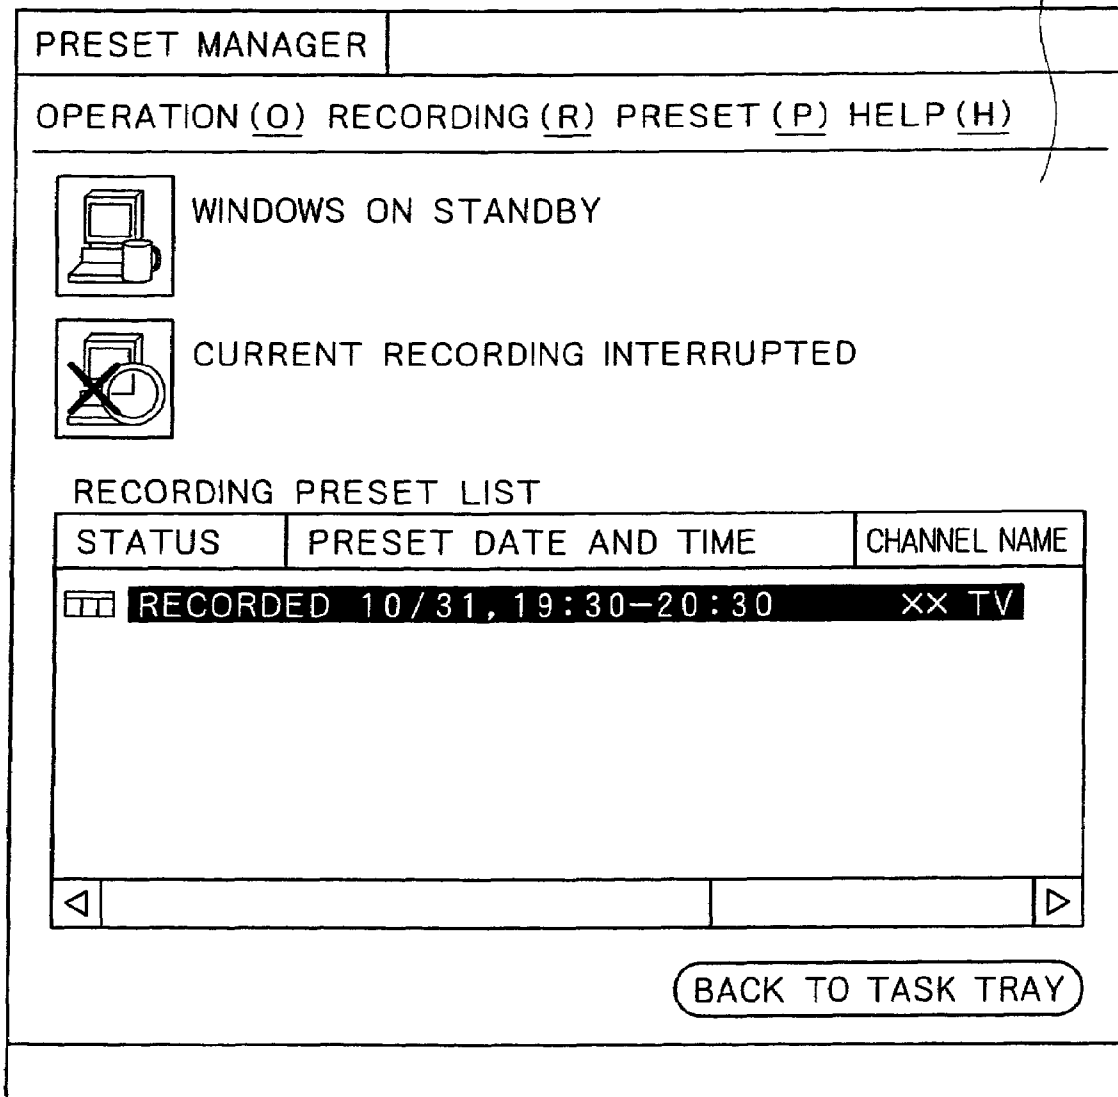 PRESET MANAGER
OPERATION(O) RECORDING(R) PRESET(P) HELP(H)
WINDOWS ON STANDBY
CURRENT RECORDING INTERRUPTED
RECORDING PRESET LIST
STATUS PRESET DATE AND TIME CHANNEL NAME
RECORDED 10/31, 19:30–20:30 ×× TV
BACK TO TASK TRAY